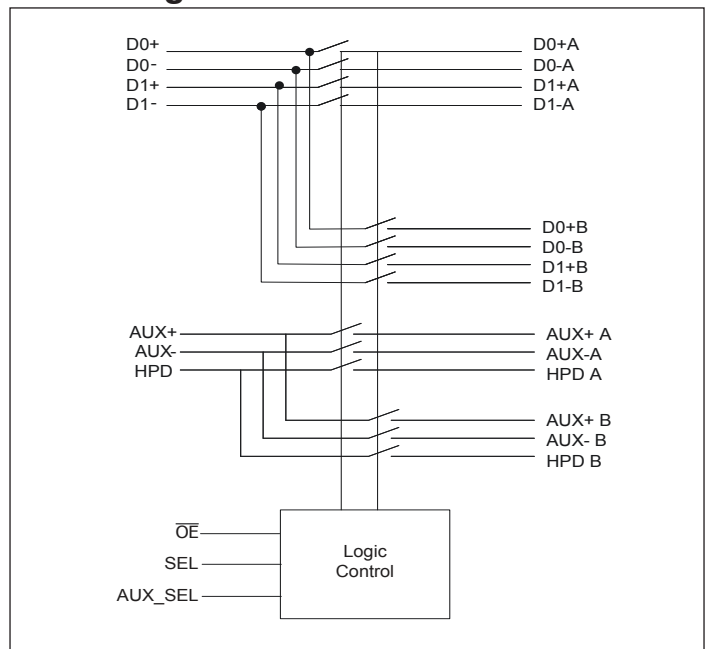 D0+
D0+A
D0-
D0-A
D1+
D1+A
D1-
D1-A
D0+B
D0-B
D1+B
D1-B
AUX+
AUX+ A
AUX-
AUX-A
HPD
HPD A
AUX+ B
AUX- B
HPD B
OE
SEL
AUX_SEL
Logic
Control